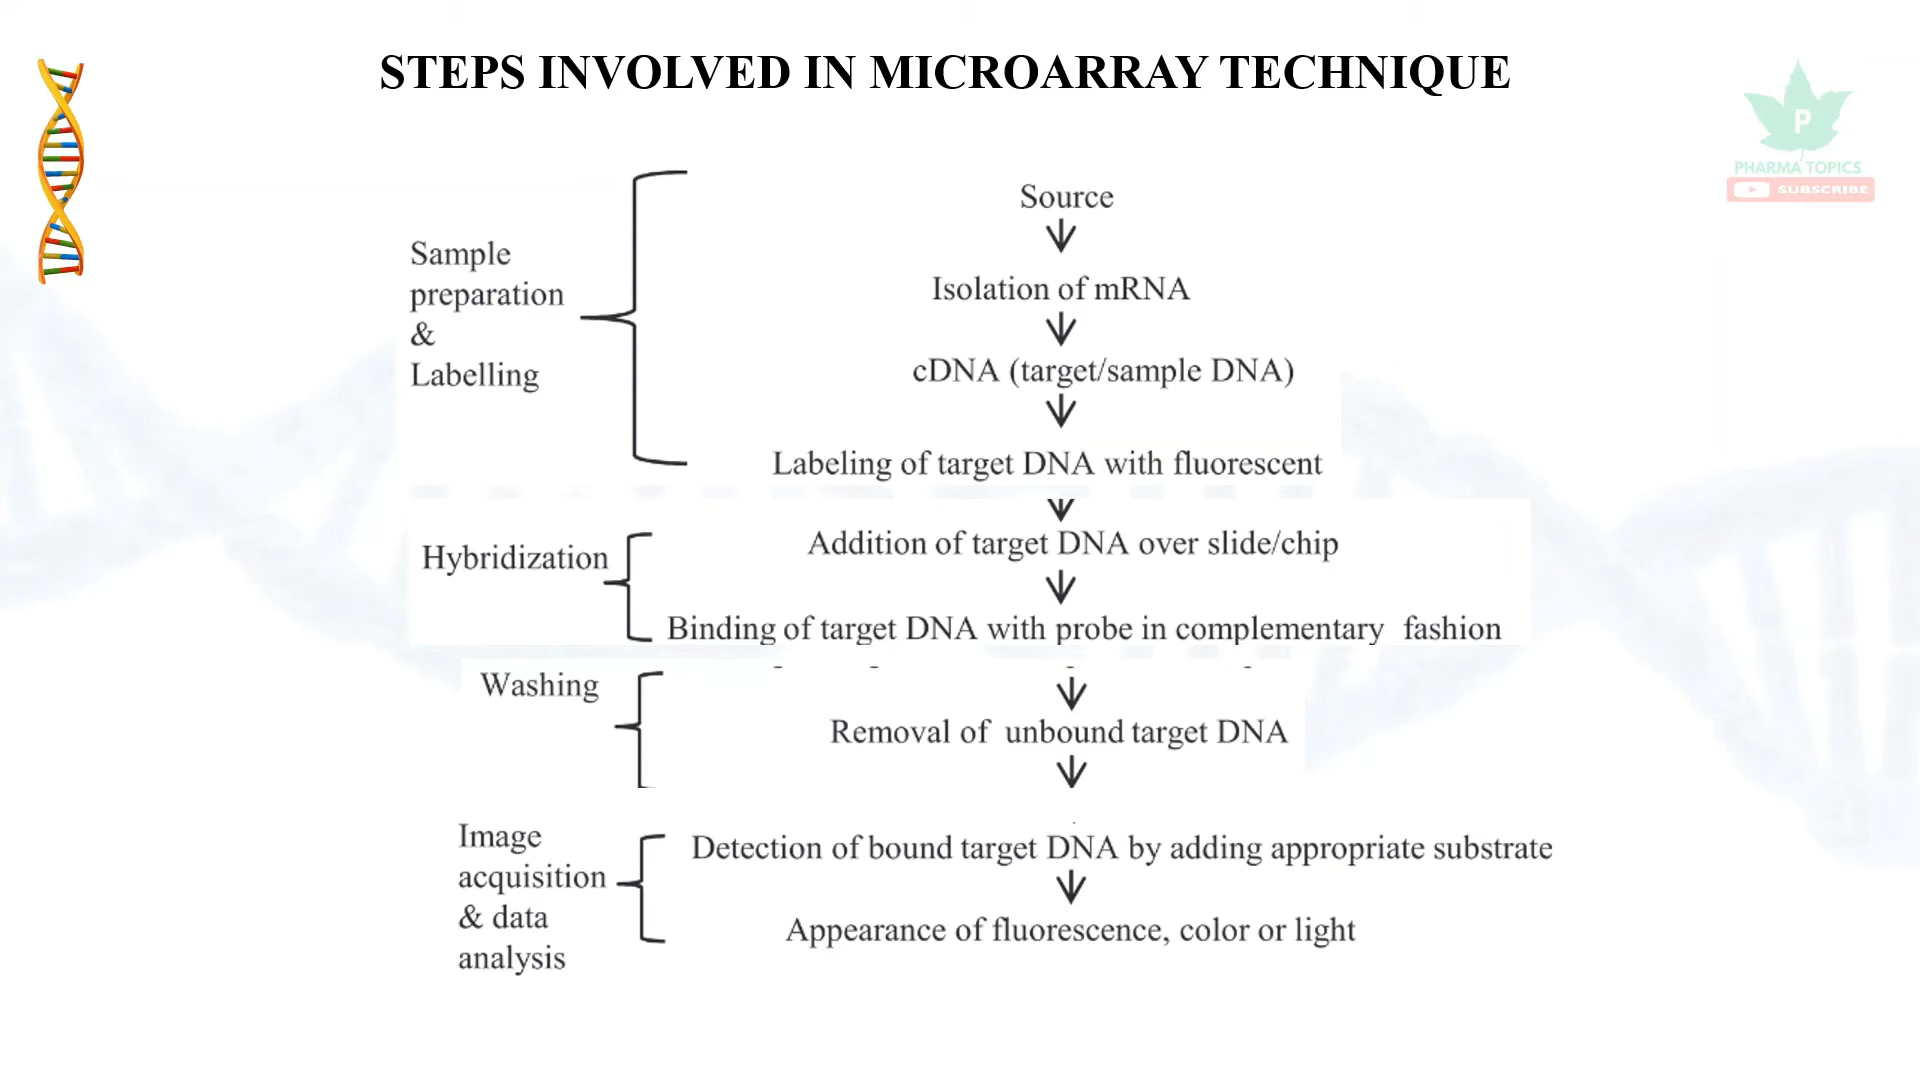 STEPS INVOLVED IN MICROARRAY TECHNIQUE
P
PHARMA TOPICS
SUBSCRIBE
Sample
preparation
&
Labelling
Source
Isolation of mRNA
cDNA (target/sample DNA)
Labeling of target DNA with fluorescent
Hybridization
Addition of target DNA over slide/chip
Binding of target DNA with probe in complementary fashion
Washing
Removal of unbound target DNA
Image
acquisition
& data
analysis
Detection of bound target DNA by adding appropriate substrate
Appearance of fluorescence, color or light